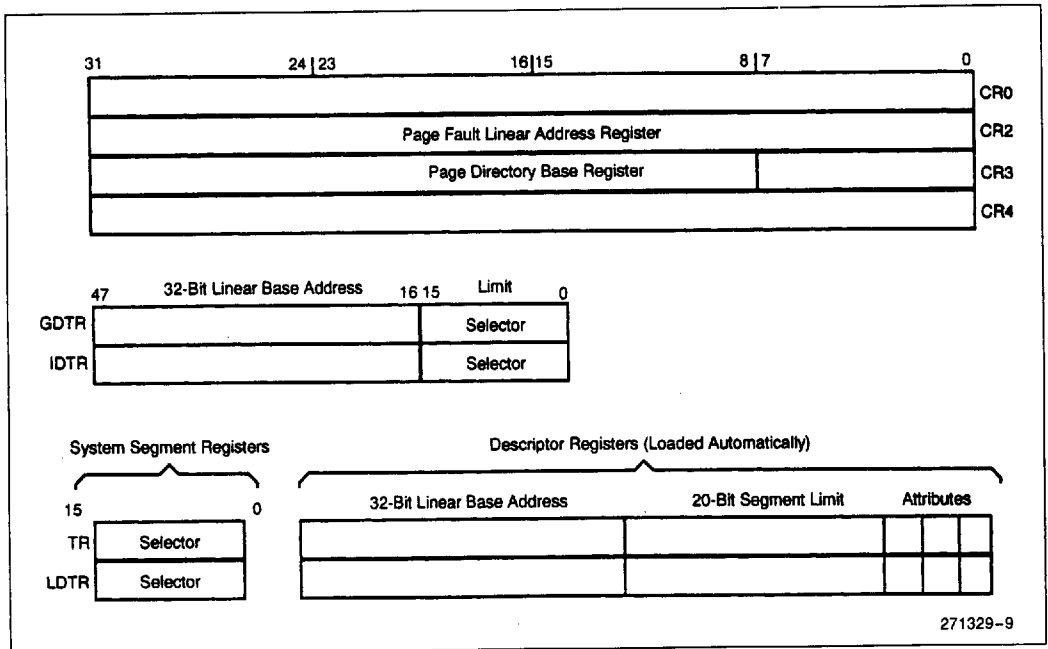 31 24|23 16|15 8|7 0
CR0
Page Fault Linear Address Register CR2
Page Directory Base Register CR3
CR4
47 32-Bit Linear Base Address 16 15 Limit 0
GDTR Selector
IDTR Selector
System Segment Registers Descriptor Registers (Loaded Automatically)
15 0 32-Bit Linear Base Address 20-Bit Segment Limit Attributes
TR Selector
LDTR Selector
271329-9